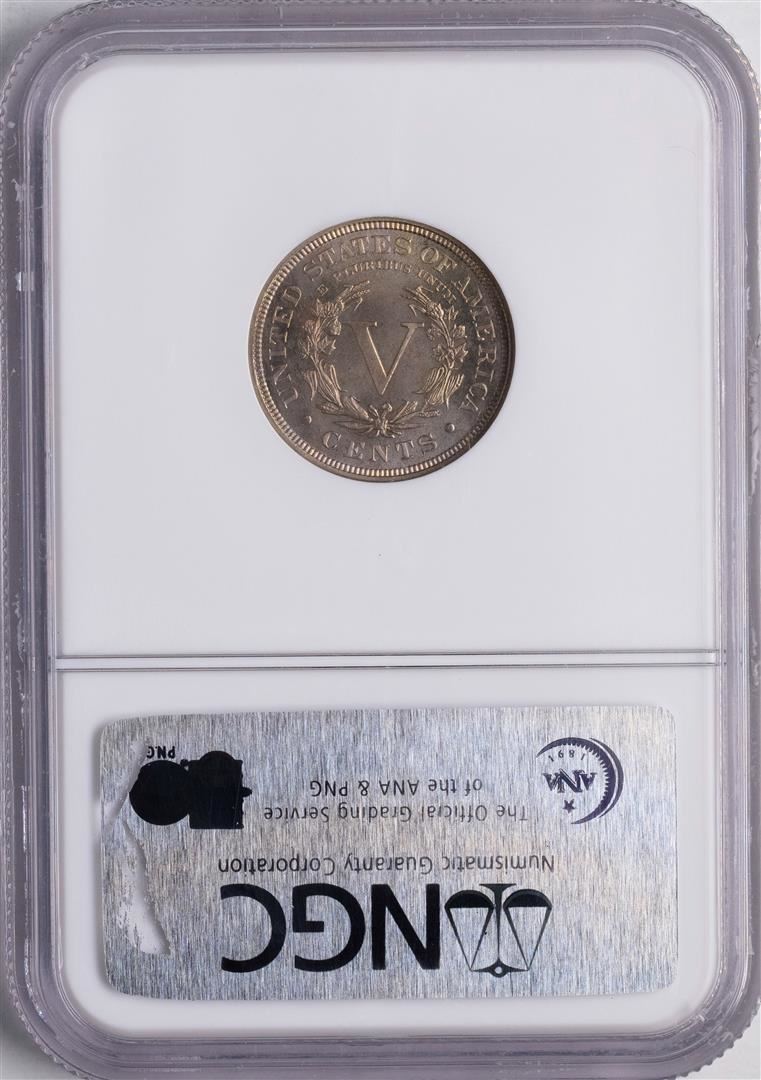 UNITED STATES OF AMERICA
E PLURIBUS UNUM
V
CENTS
NGC
Numismatic Guaranty Corporation
The Official Grading Service
of the ANA & PNG
ANA
1891
PNG